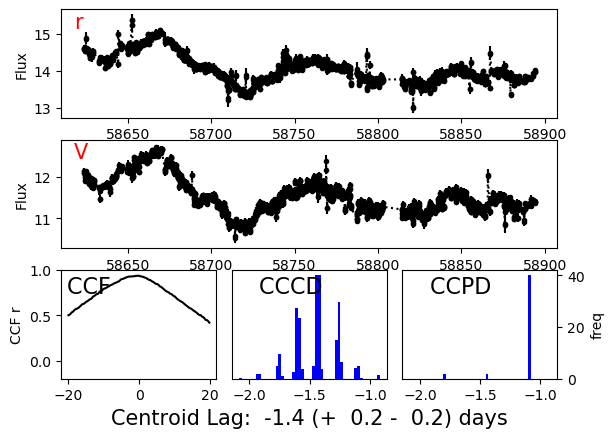 r
Flux
15
14
13
58650 58700 58750 58800 58850 58900
V
Flux
12
11
58650 58700 58750 58800 58850 58900
CCF
CCF r
1.0
0.5
0.0
−20 0 20
CCCD
−2.0 −1.5 −1.0
CCPD
−2.0 −1.5 −1.0
40
20
0
freq
Centroid Lag: -1.4 (+ 0.2 - 0.2) days